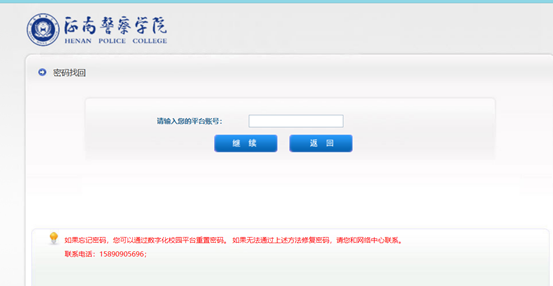 河南警察学院
HENAN POLICE COLLEGE
密码找回
请输入您的平台账号：
继 续 返 回
如果忘记密码，您可以通过数字化校园平台重置密码。 如果无法通过上述方法修复密码，请您和网络中心联系。
联系电话：15890905696；